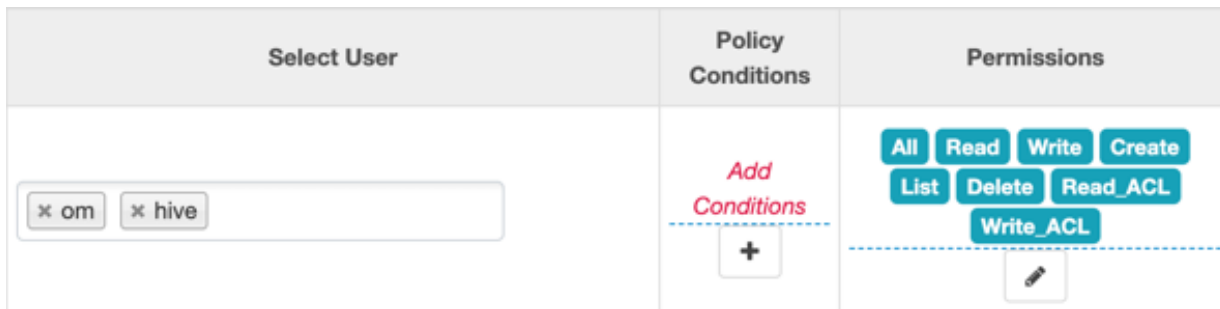 Select User
Policy
Conditions
Permissions
× om × hive
Add
Conditions
+
All Read Write Create
List Delete Read_ACL
Write_ACL